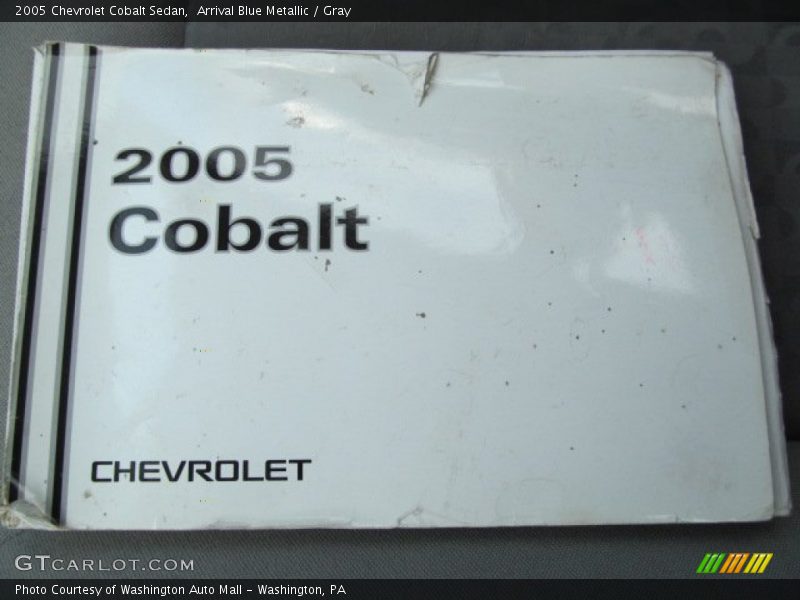 2005 Chevrolet Cobalt Sedan,  Arrival Blue Metallic / Gray
2005
Cobalt
CHEVROLET
GTCARLOT.COM
Photo Courtesy of Washington Auto Mall - Washington, PA